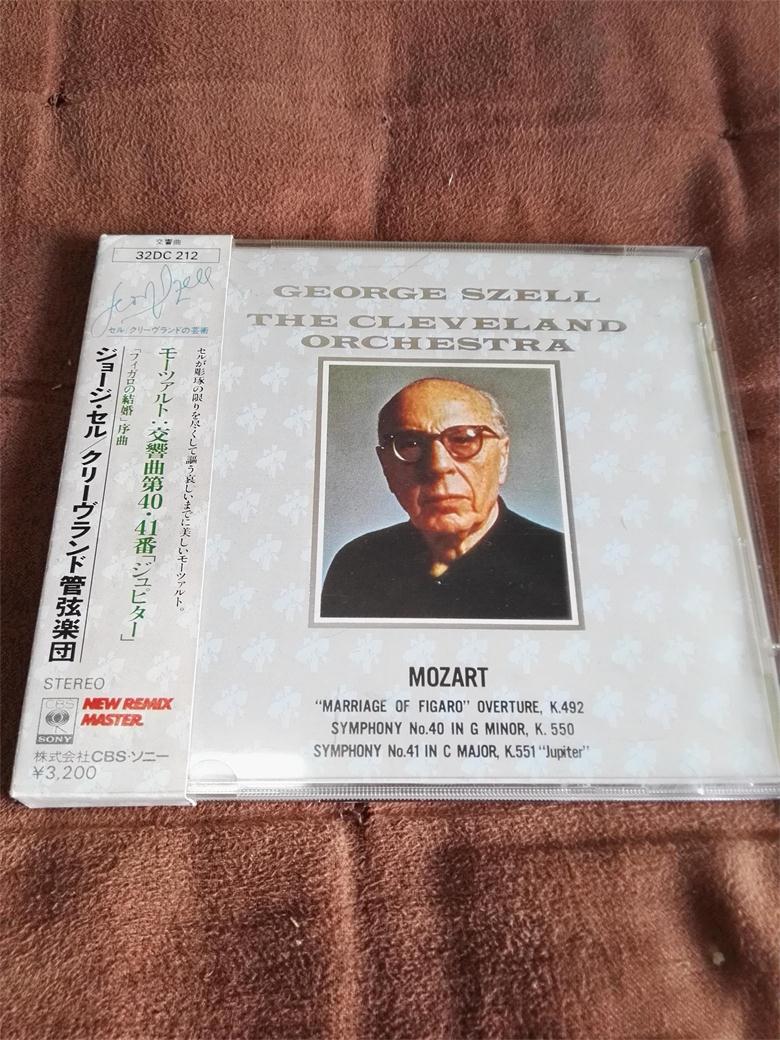 交響曲
32DC 212
George Szell
セル/クリーヴランドの芸術
セルが彫琢の限りを尽くして謳う哀しいまでに美しいモーツァルト。
モーツァルト:交響曲第40・41番「ジュピター」
「フィガロの結婚」序曲
ジョージ・セル/クリーヴランド管弦楽団
STEREO
CBS
SONY
NEW REMIX
MASTER
株式会社CBS・ソニー
¥3,200
GEORGE SZELL
THE CLEVELAND
ORCHESTRA
MOZART
"MARRIAGE OF FIGARO" OVERTURE, K.492
SYMPHONY No.40 IN G MINOR, K. 550
SYMPHONY No.41 IN C MAJOR, K.551 "Jupiter"